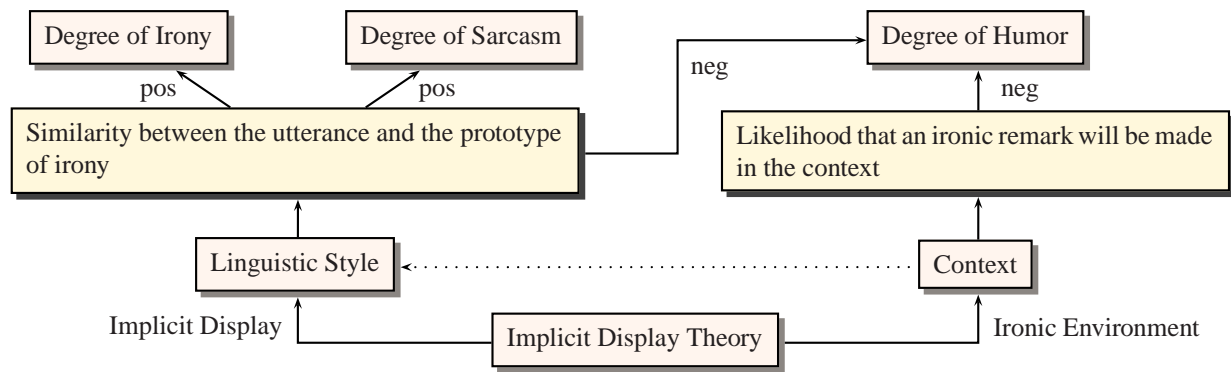 Degree of Irony
Degree of Sarcasm
Degree of Humor
pos
pos
neg
neg
Similarity between the utterance and the prototype
of irony
Likelihood that an ironic remark will be made
in the context
Linguistic Style
Context
Implicit Display
Implicit Display Theory
Ironic Environment